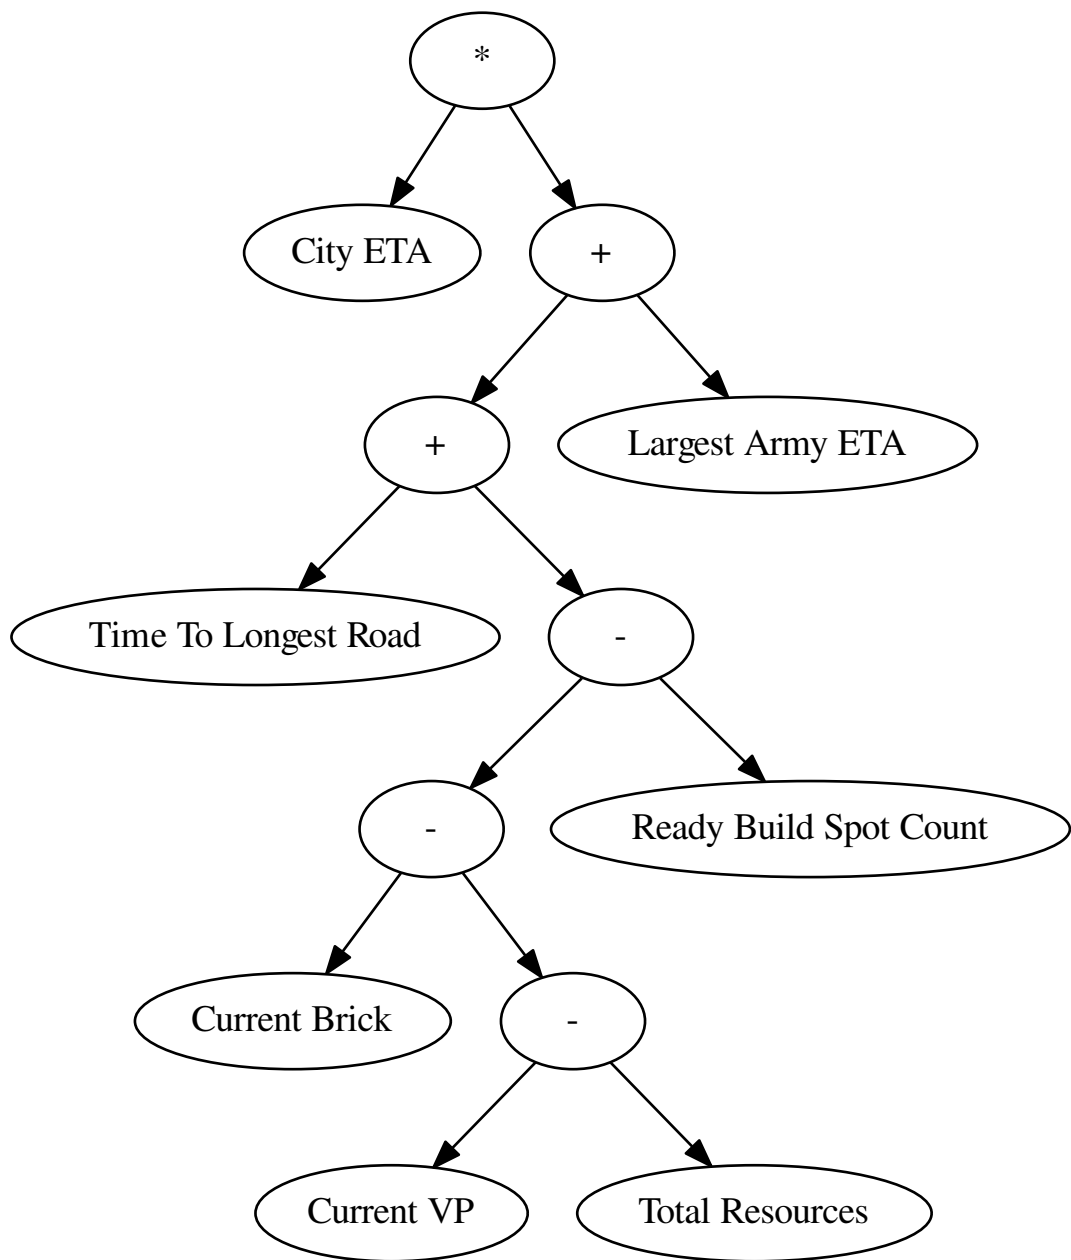 *
City ETA
+
+
Largest Army ETA
Time To Longest Road
-
-
Ready Build Spot Count
Current Brick
-
Current VP
Total Resources